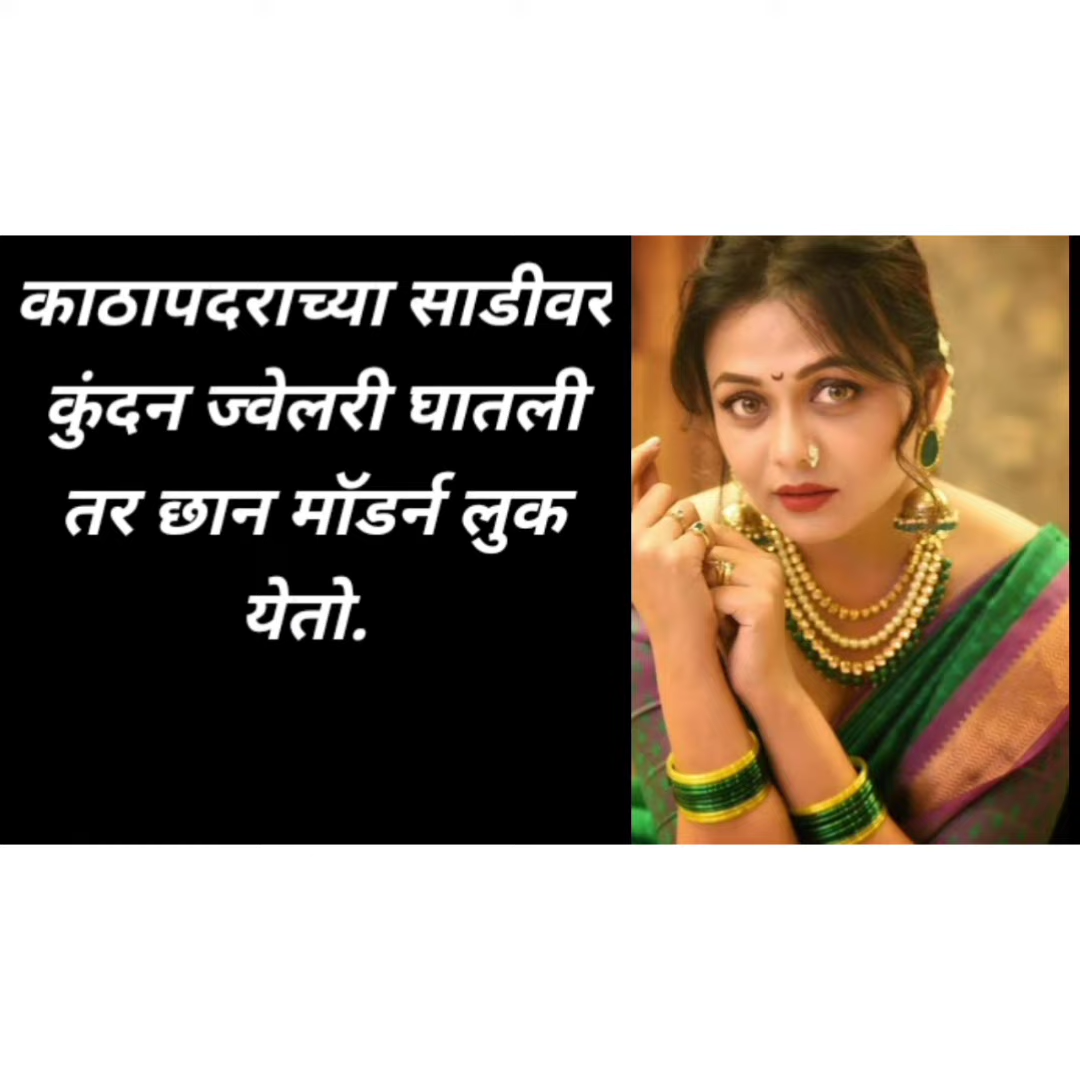 काठापदराच्या साडीवर
कुंदन ज्वेलरी घातली
तर छान मॉडर्न लुक
येतो.